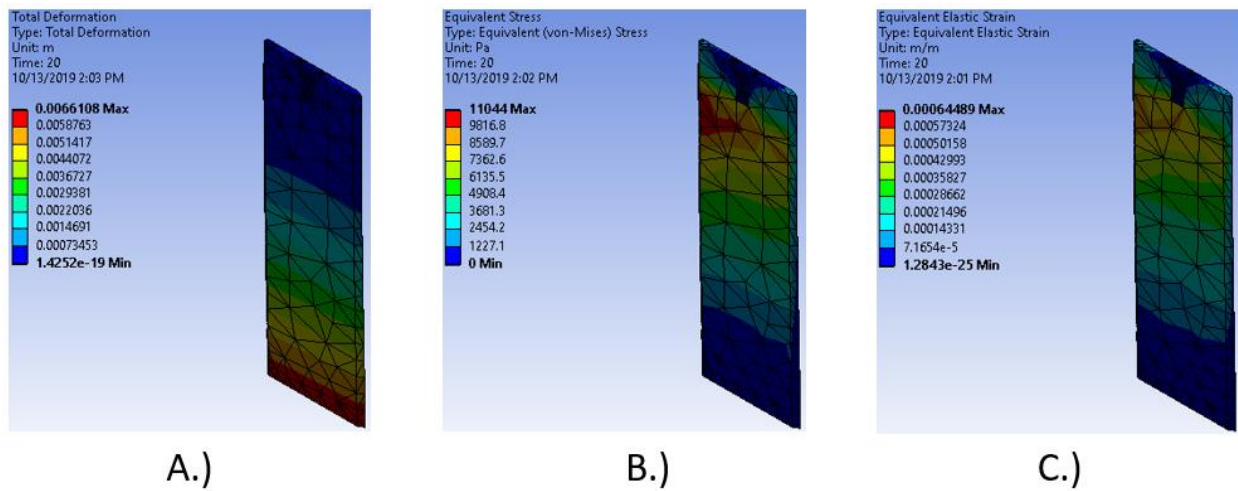 Total Deformation
Type: Total Deformation
Unit: m
Time: 20
10/13/2019 2:03 PM
0.0066108 Max
0.0058763
0.0051417
0.0044072
0.0036727
0.0029381
0.0022036
0.0014691
0.00073453
1.4252e-19 Min
A.)
Equivalent Stress
Type: Equivalent (von-Mises) Stress
Unit: Pa
Time: 20
10/13/2019 2:02 PM
11044 Max
9816.8
8589.7
7362.6
6135.5
4908.4
3681.3
2454.2
1227.1
0 Min
B.)
Equivalent Elastic Strain
Type: Equivalent Elastic Strain
Unit: m/m
Time: 20
10/13/2019 2:01 PM
0.00064489 Max
0.00057324
0.00050158
0.00042993
0.00035827
0.00028662
0.00021496
0.00014331
7.1654e-5
1.2843e-25 Min
C.)